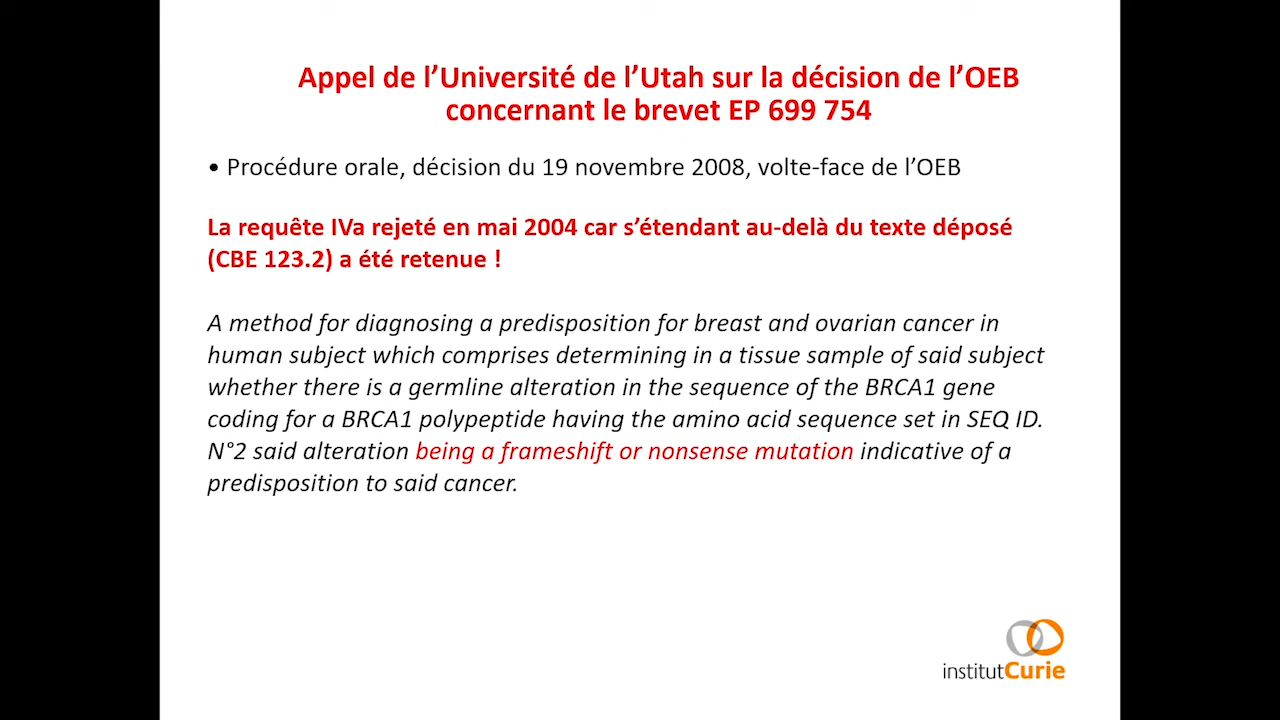 Appel de l’Université de l’Utah sur la décision de l’OEB
concernant le brevet EP 699 754
• Procédure orale, décision du 19 novembre 2008, volte-face de l’OEB
La requête IVa rejeté en mai 2004 car s’étendant au-delà du texte déposé
(CBE 123.2) a été retenue !
A method for diagnosing a predisposition for breast and ovarian cancer in
human subject which comprises determining in a tissue sample of said subject
whether there is a germline alteration in the sequence of the BRCA1 gene
coding for a BRCA1 polypeptide having the amino acid sequence set in SEQ ID.
N°2 said alteration being a frameshift or nonsense mutation indicative of a
predisposition to said cancer.
institutCurie